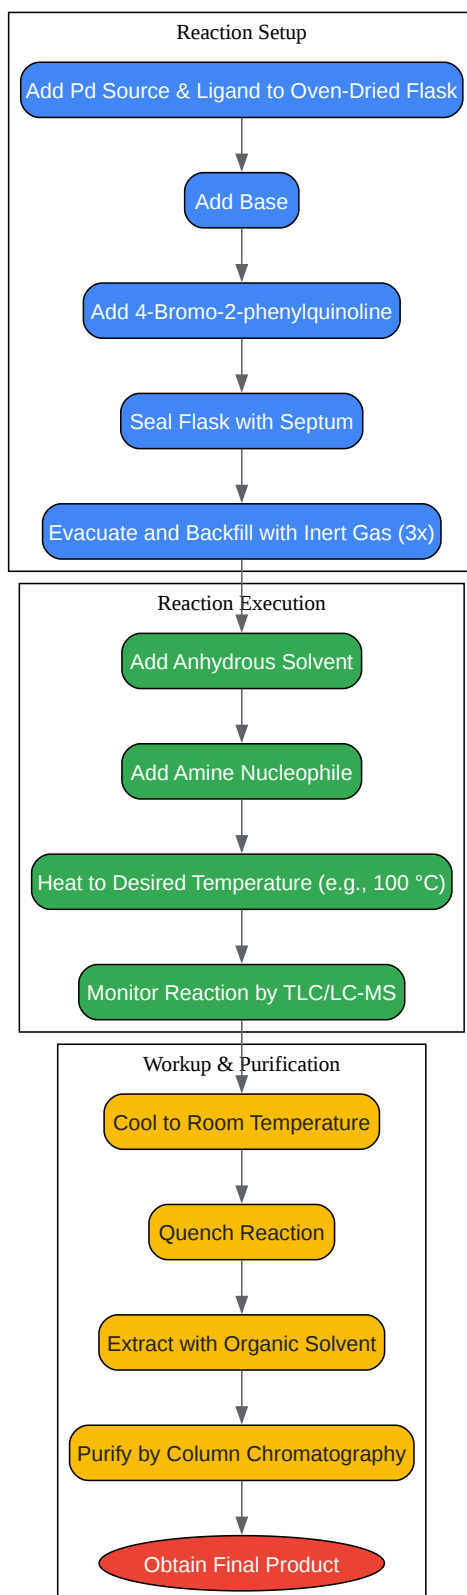 Reaction Setup
Add Pd Source & Ligand to Oven-Dried Flask
Add Base
Add 4-Bromo-2-phenylquinoline
Seal Flask with Septum
Evacuate and Backfill with Inert Gas (3x)
Reaction Execution
Add Anhydrous Solvent
Add Amine Nucleophile
Heat to Desired Temperature (e.g., 100 °C)
Monitor Reaction by TLC/LC-MS
Workup & Purification
Cool to Room Temperature
Quench Reaction
Extract with Organic Solvent
Purify by Column Chromatography
Obtain Final Product